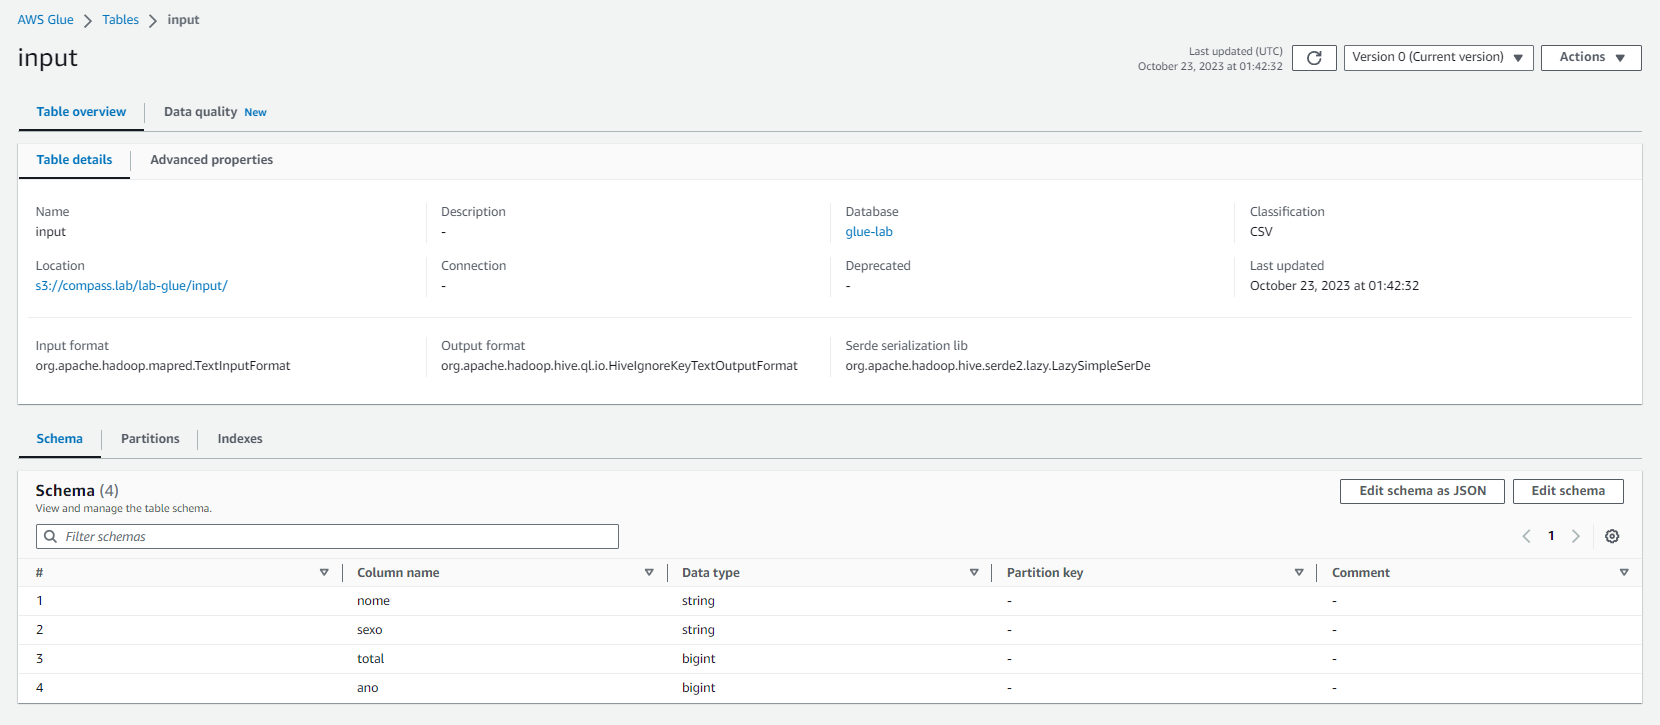 AWS Glue > Tables > input
input
Last updated (UTC)
October 23, 2023 at 01:42:32
Version 0 (Current version)
Actions
Table overview
Data quality New
Table details
Advanced properties
Name
input
Description
-
Database
glue-lab
Classification
CSV
Location
s3://compass.lab/lab-glue/input/
Connection
-
Deprecated
-
Last updated
October 23, 2023 at 01:42:32
Input format
org.apache.hadoop.mapred.TextInputFormat
Output format
org.apache.hadoop.hive.ql.io.HiveIgnoreKeyTextOutputFormat
Serde serialization lib
org.apache.hadoop.hive.serde2.lazy.LazySimpleSerDe
Schema
Partitions
Indexes
Schema (4)
View and manage the table schema.
Edit schema as JSON
Edit schema
Filter schemas
1
# Column name Data type Partition key Comment
1 nome string - -
2 sexo string - -
3 total bigint - -
4 ano bigint - -